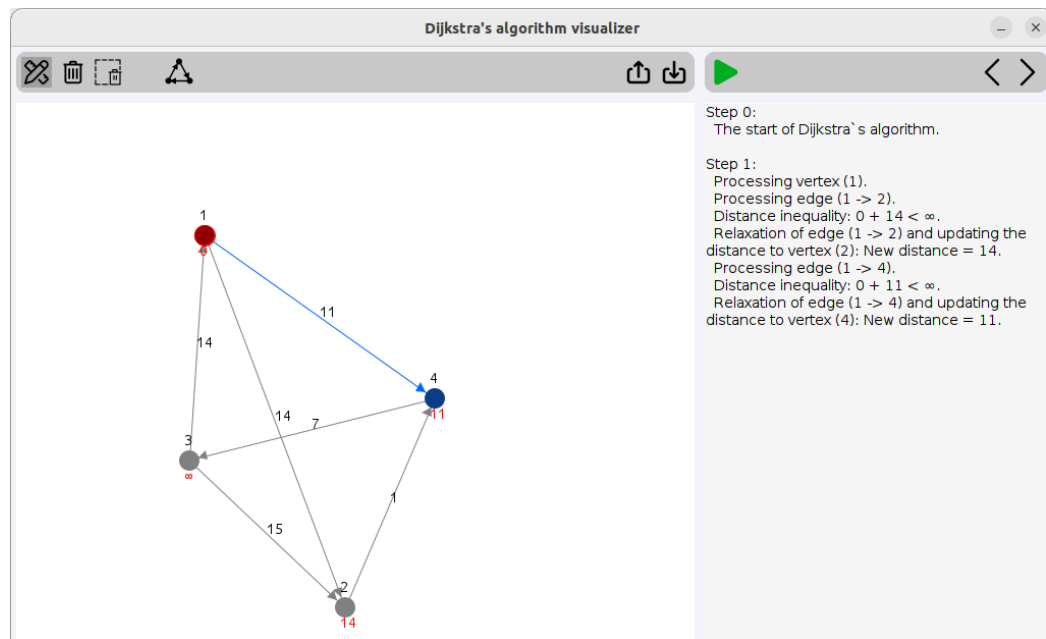 Dijkstra's algorithm visualizer
Step 0:
The start of Dijkstra`s algorithm.
Step 1:
Processing vertex (1).
Processing edge (1 -> 2).
Distance inequality: 0 + 14 < ∞.
Relaxation of edge (1 -> 2) and updating the
distance to vertex (2): New distance = 14.
Processing edge (1 -> 4).
Distance inequality: 0 + 11 < ∞.
Relaxation of edge (1 -> 4) and updating the
distance to vertex (4): New distance = 11.
1
11
14
4
11
14
7
3
∞
1
15
2
14